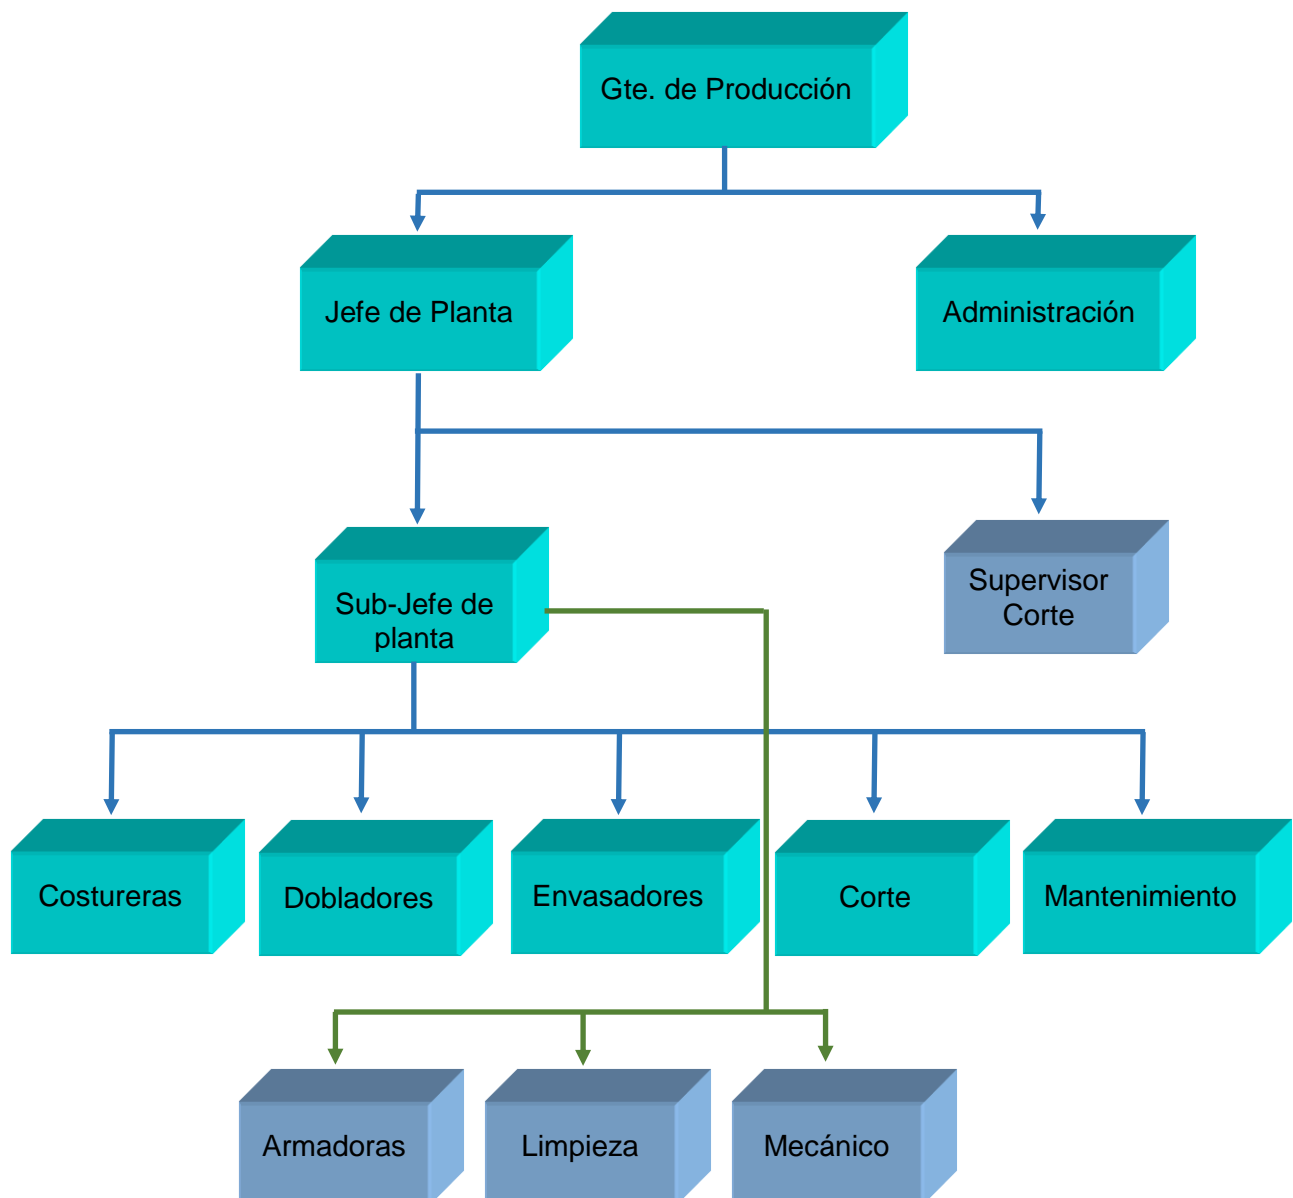 Gte. de Producción
Jefe de Planta
Administración
Sub-Jefe de
planta
Supervisor
Corte
Costureras
Dobladores
Envasadores
Corte
Mantenimiento
Armadoras
Limpieza
Mecánico